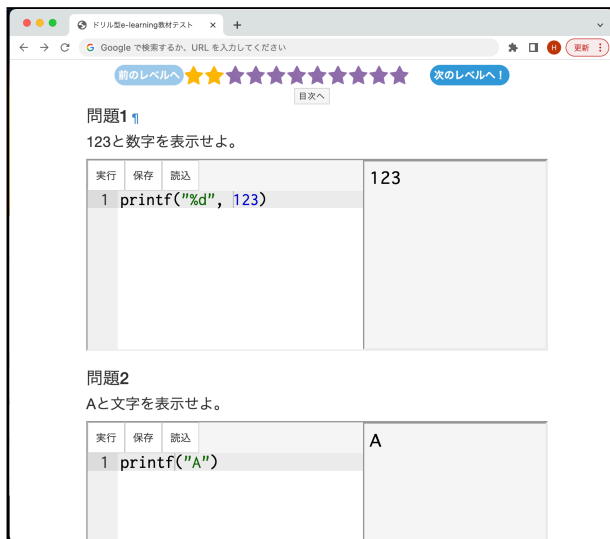 ドリル型e-learning教材テスト
Google で検索するか、URL を入力してください
H
更新
前のレベルへ
次のレベルへ！
目次へ
問題1 ¶
123と数字を表示せよ。
実行 保存 読込
1 printf("%d", 123)
123
問題2
Aと文字を表示せよ。
実行 保存 読込
1 printf("A")
A